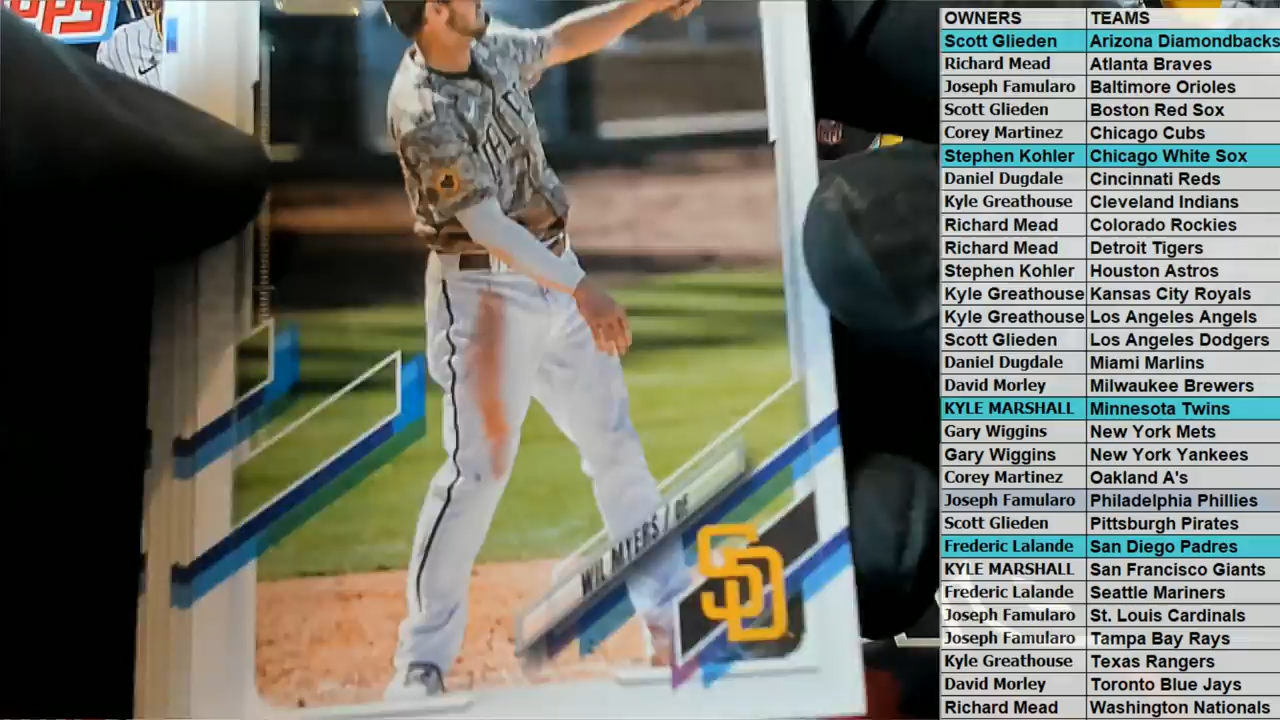 OPS
WIL MYERS / OF
SD
OWNERS TEAMS
Scott Glieden Arizona Diamondbacks
Richard Mead Atlanta Braves
Joseph Famularo Baltimore Orioles
Scott Glieden Boston Red Sox
Corey Martinez Chicago Cubs
Stephen Kohler Chicago White Sox
Daniel Dugdale Cincinnati Reds
Kyle Greathouse Cleveland Indians
Richard Mead Colorado Rockies
Richard Mead Detroit Tigers
Stephen Kohler Houston Astros
Kyle Greathouse Kansas City Royals
Kyle Greathouse Los Angeles Angels
Scott Glieden Los Angeles Dodgers
Daniel Dugdale Miami Marlins
David Morley Milwaukee Brewers
KYLE MARSHALL Minnesota Twins
Gary Wiggins New York Mets
Gary Wiggins New York Yankees
Corey Martinez Oakland A's
Joseph Famularo Philadelphia Phillies
Scott Glieden Pittsburgh Pirates
Frederic Lalande San Diego Padres
KYLE MARSHALL San Francisco Giants
Frederic Lalande Seattle Mariners
Joseph Famularo St. Louis Cardinals
Joseph Famularo Tampa Bay Rays
Kyle Greathouse Texas Rangers
David Morley Toronto Blue Jays
Richard Mead Washington Nationals